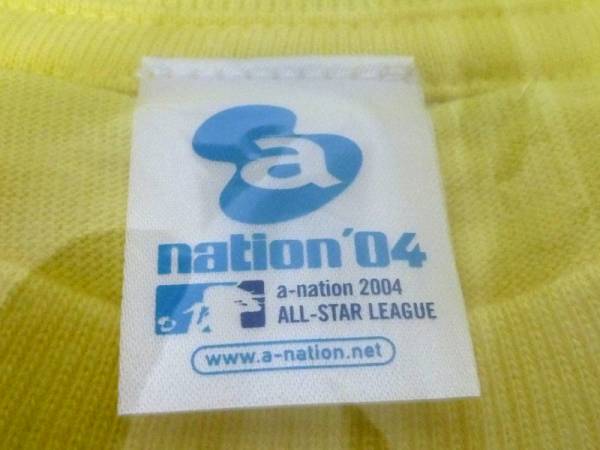 a
nation'04
a-nation 2004
ALL-STAR LEAGUE
www.a-nation.net